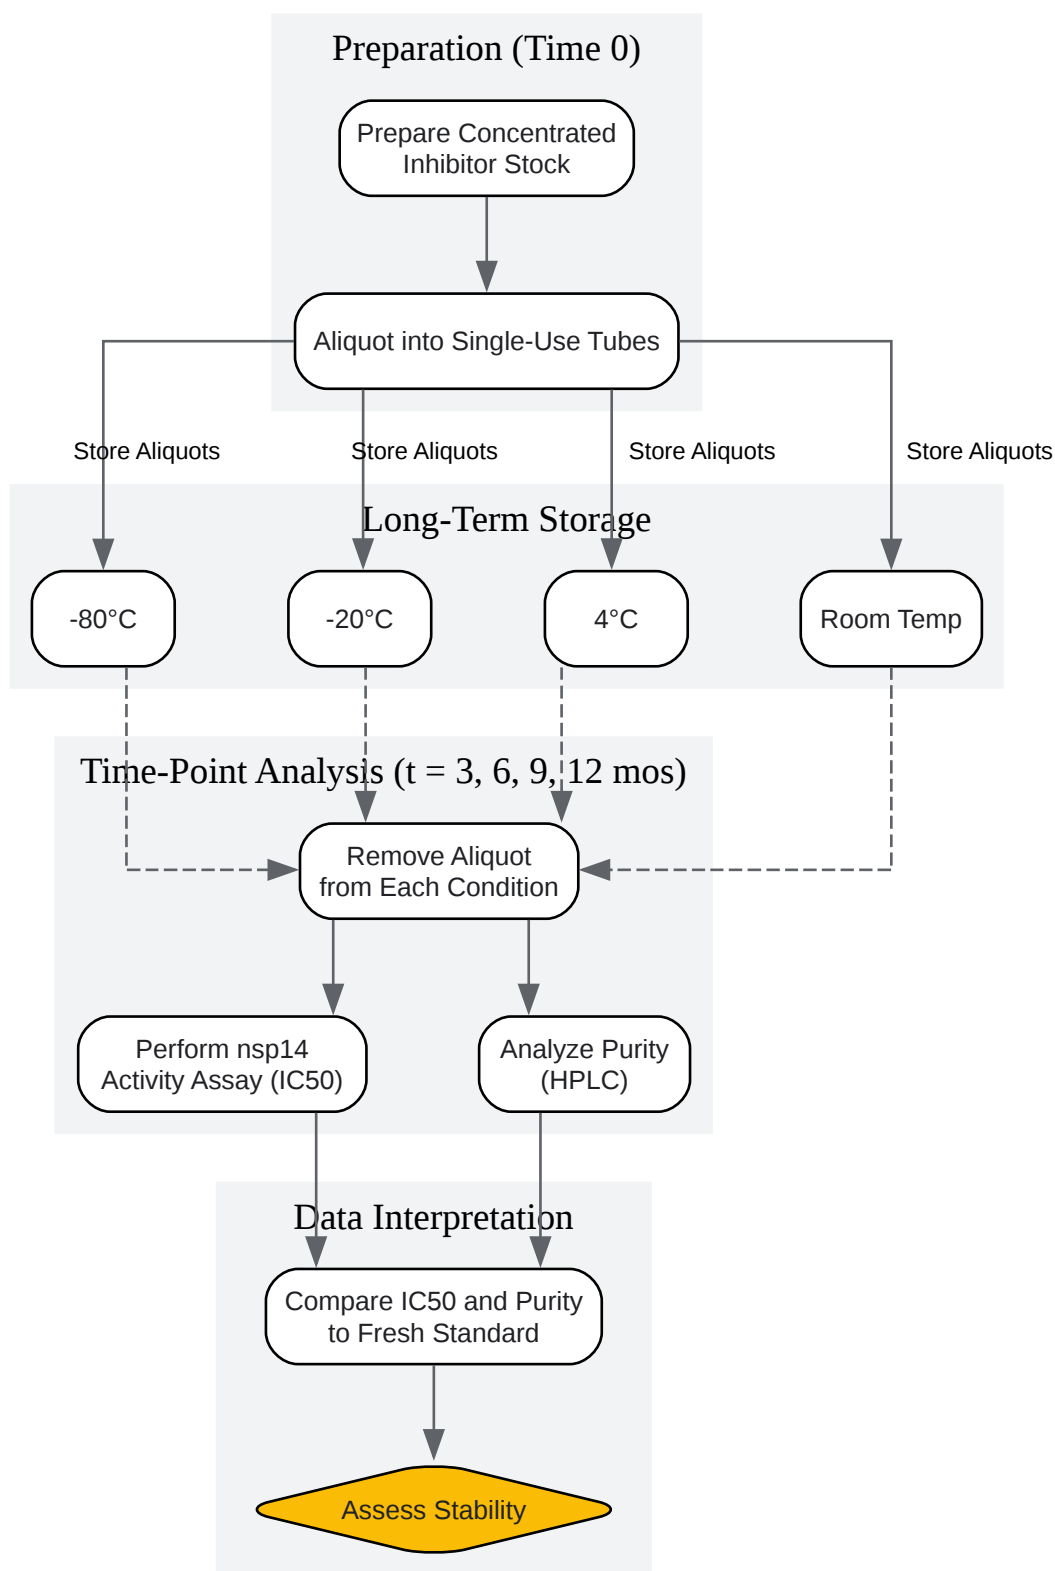 Preparation (Time 0)
Prepare Concentrated
Inhibitor Stock
Aliquot into Single-Use Tubes
Store Aliquots
Store Aliquots
Store Aliquots
Store Aliquots
Long-Term Storage
-80°C
-20°C
4°C
Room Temp
Time-Point Analysis (t = 3, 6, 9, 12 mos)
Remove Aliquot
from Each Condition
Perform nsp14
Activity Assay (IC50)
Analyze Purity
(HPLC)
Data Interpretation
Compare IC50 and Purity
to Fresh Standard
Assess Stability